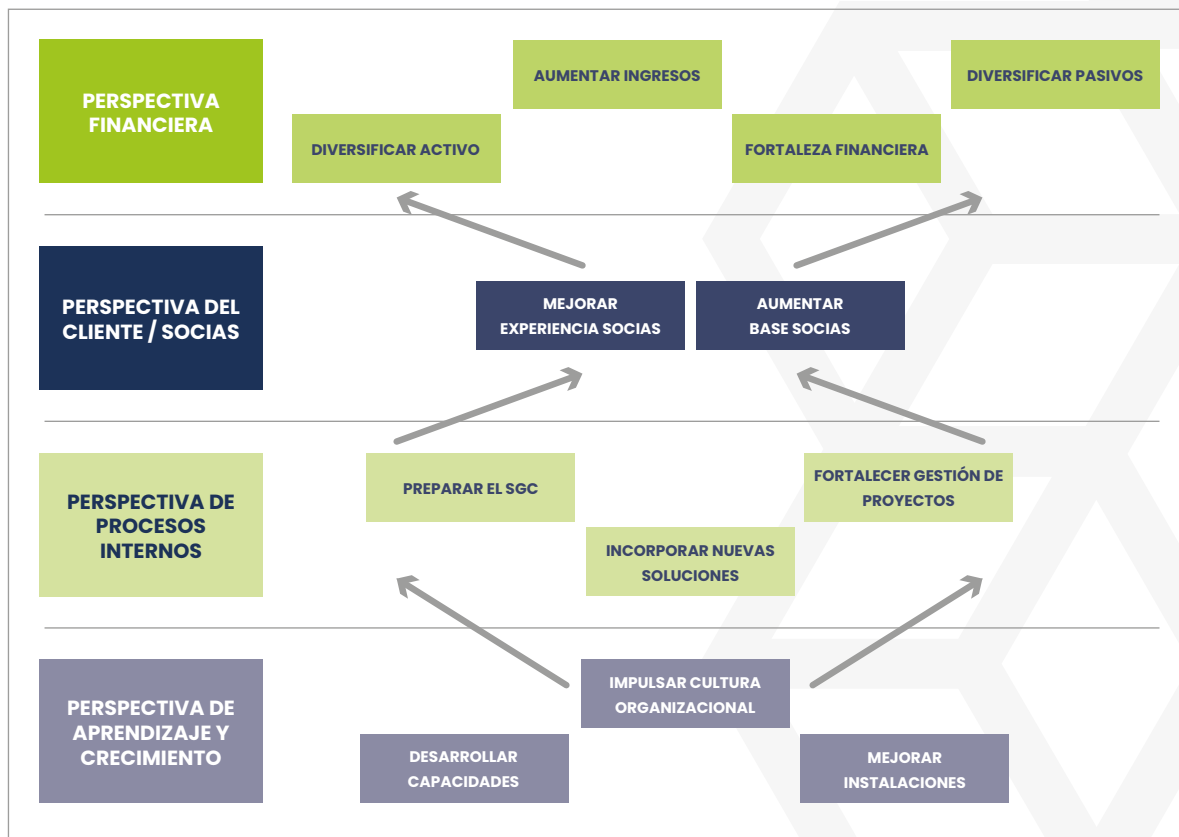 PERSPECTIVA
FINANCIERA
AUMENTAR INGRESOS
DIVERSIFICAR PASIVOS
DIVERSIFICAR ACTIVO
FORTALEZA FINANCIERA
PERSPECTIVA DEL
CLIENTE / SOCIAS
MEJORAR
EXPERIENCIA SOCIAS
AUMENTAR
BASE SOCIAS
PERSPECTIVA DE
PROCESOS
INTERNOS
PREPARAR EL SGC
FORTALECER GESTIÓN DE
PROYECTOS
INCORPORAR NUEVAS
SOLUCIONES
PERSPECTIVA DE
APRENDIZAJE Y
CRECIMIENTO
IMPULSAR CULTURA
ORGANIZACIONAL
DESARROLLAR
CAPACIDADES
MEJORAR
INSTALACIONES